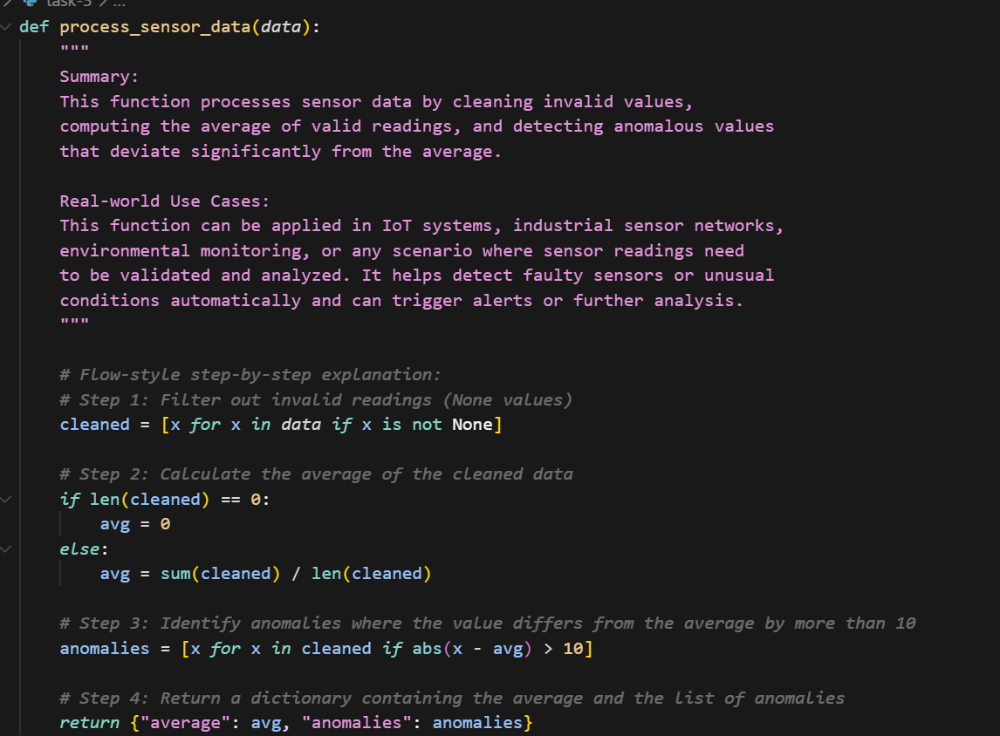 task-3 > ...
def process_sensor_data(data):
    """
    Summary:
    This function processes sensor data by cleaning invalid values,
    computing the average of valid readings, and detecting anomalous values
    that deviate significantly from the average.

    Real-world Use Cases:
    This function can be applied in IoT systems, industrial sensor networks,
    environmental monitoring, or any scenario where sensor readings need
    to be validated and analyzed. It helps detect faulty sensors or unusual
    conditions automatically and can trigger alerts or further analysis.
    """

    # Flow-style step-by-step explanation:
    # Step 1: Filter out invalid readings (None values)
    cleaned = [x for x in data if x is not None]

    # Step 2: Calculate the average of the cleaned data
    if len(cleaned) == 0:
        avg = 0
    else:
        avg = sum(cleaned) / len(cleaned)

    # Step 3: Identify anomalies where the value differs from the average by more than 10
    anomalies = [x for x in cleaned if abs(x - avg) > 10]

    # Step 4: Return a dictionary containing the average and the list of anomalies
    return {"average": avg, "anomalies": anomalies}